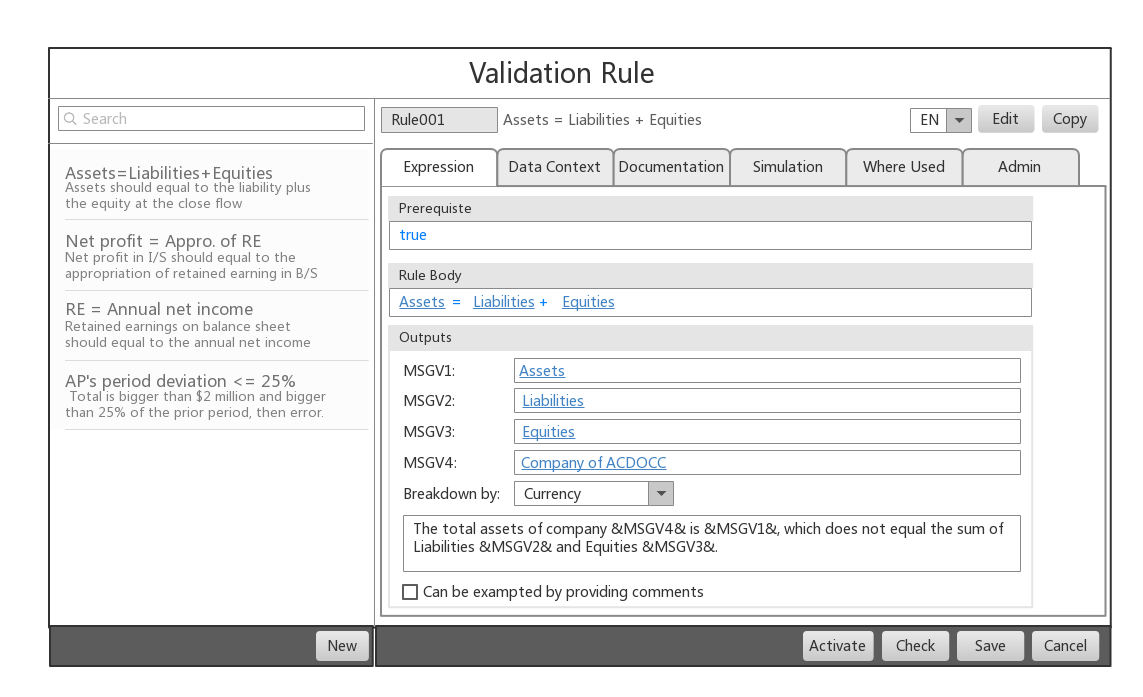 Validation Rule
Search
Assets=Liabilities+Equities
Assets should equal to the liability plus
the equity at the close flow
Net profit = Appro. of RE
Net profit in I/S should equal to the
appropriation of retained earning in B/S
RE = Annual net income
Retained earnings on balance sheet
should equal to the annual net income
AP's period deviation <= 25%
Total is bigger than $2 million and bigger
than 25% of the prior period, then error.
New
Rule001 Assets = Liabilities + Equities EN Edit Copy
Expression Data Context Documentation Simulation Where Used Admin
Prerequiste
true
Rule Body
Assets = Liabilities + Equities
Outputs
MSGV1: Assets
MSGV2: Liabilities
MSGV3: Equities
MSGV4: Company of ACDOCC
Breakdown by: Currency
The total assets of company &MSGV4& is &MSGV1&, which does not equal the sum of
Liabilities &MSGV2& and Equities &MSGV3&.
Can be exampted by providing comments
Activate Check Save Cancel